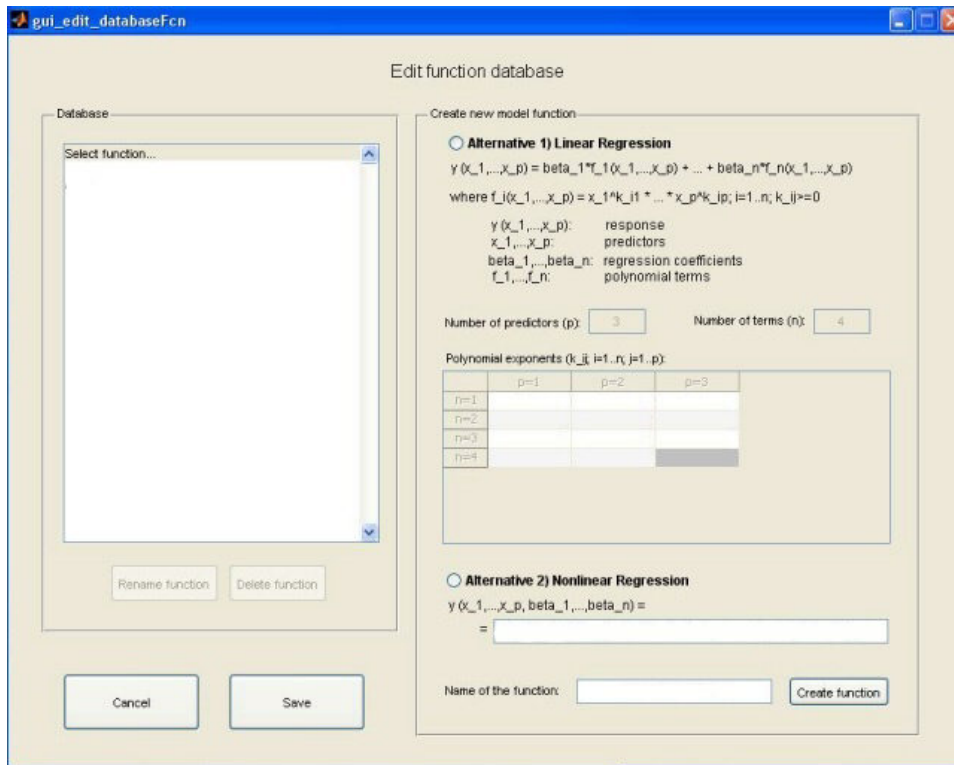 gui_edit_databaseFcn
Edit function database
Database
Select function...
Rename function
Delete function
Cancel
Save
Create new model function
Alternative 1) Linear Regression
y (x_1,...,x_p) = beta_1*f_1(x_1,...,x_p) + ... + beta_n*f_n(x_1,...,x_p)
where f_i(x_1,...,x_p) = x_1^k_i1 * ... * x_p^k_ip; i=1..n; k_ij>=0
y (x_1,...,x_p): response
x_1,...,x_p: predictors
beta_1,...,beta_n: regression coefficients
f_1,...,f_n: polynomial terms
Number of predictors (p): 3 Number of terms (n): 4
Polynomial exponents (k_ij; i=1..n; j=1..p):
p=1 p=2 p=3
n=1
n=2
n=3
n=4
Alternative 2) Nonlinear Regression
y (x_1,...,x_p, beta_1,...,beta_n) =
=
Name of the function:
Create function